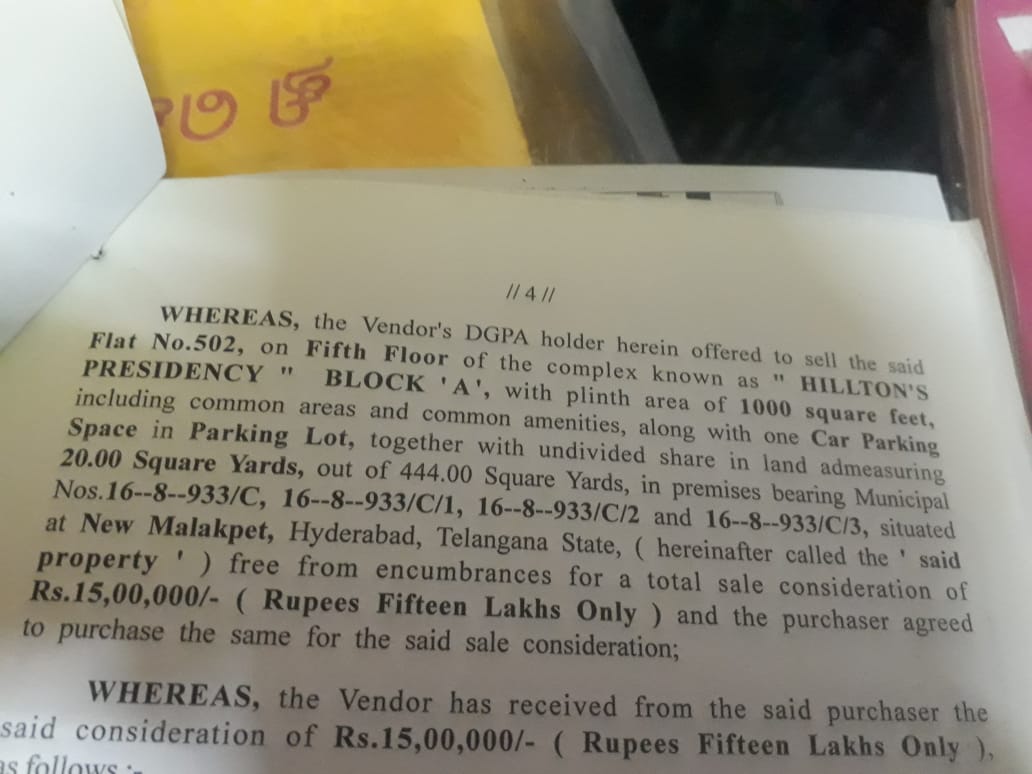 // 4 //
WHEREAS, the Vendor's DGPA holder herein offered to sell the said
Flat No.502, on Fifth Floor of the complex known as " HILLTON'S
PRESIDENCY " BLOCK 'A', with plinth area of 1000 square feet,
including common areas and common amenities, along with one Car Parking
Space in Parking Lot, together with undivided share in land admeasuring
20.00 Square Yards, out of 444.00 Square Yards, in premises bearing Municipal
Nos.16--8--933/C, 16--8--933/C/1, 16--8--933/C/2 and 16--8--933/C/3, situated
at New Malakpet, Hyderabad, Telangana State, ( hereinafter called the ' said
property ' ) free from encumbrances for a total sale consideration of
Rs.15,00,000/- ( Rupees Fifteen Lakhs Only ) and the purchaser agreed
to purchase the same for the said sale consideration;
WHEREAS, the Vendor has received from the said purchaser the
said consideration of Rs.15,00,000/- ( Rupees Fifteen Lakhs Only ),
as follows :-